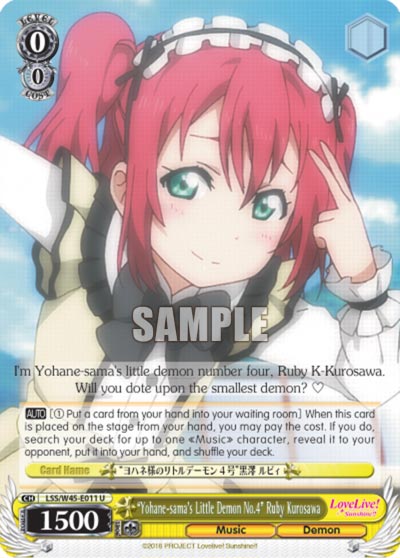 LEVEL
0
0
COST
SAMPLE
I'm Yohane-sama's little demon number four, Ruby K-Kurosawa.
Will you dote upon the smallest demon? ♡
AUTO [① Put a card from your hand into your waiting room] When this card
is placed on the stage from your hand, you may pay the cost. If you do,
search your deck for up to one «Music» character, reveal it to your
opponent, put it into your hand, and shuffle your deck.
Card Name "ヨハネ様のリトルデーモン4号"黒澤 ルビィ
CH LSS/W45-E011 U
"Yohane-sama's Little Demon No.4" Ruby Kurosawa
LoveLive!
Sunshine!!
POWER
1500
Music
Demon
©2016 PROJECT Lovelive! Sunshine!!